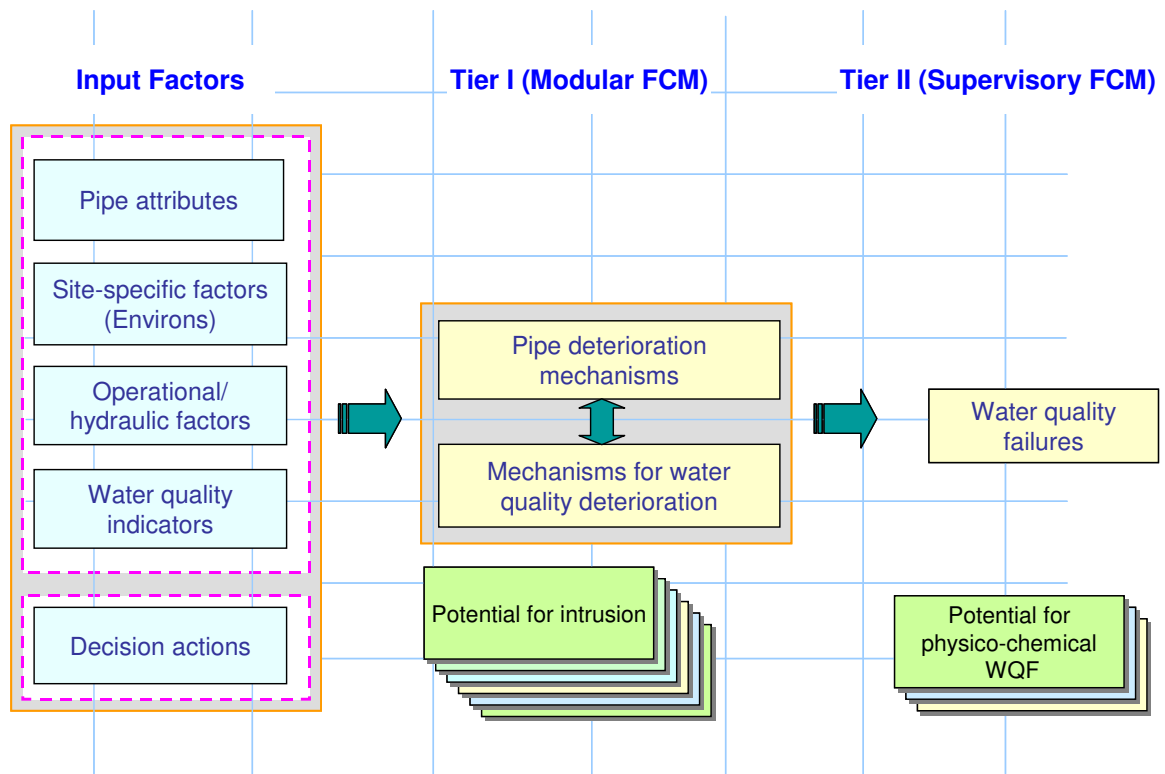 Input Factors
Tier I (Modular FCM)
Tier II (Supervisory FCM)
Pipe attributes
Site-specific factors
(Environs)
Operational/
hydraulic factors
Water quality
indicators
Decision actions
Pipe deterioration
mechanisms
Mechanisms for water
quality deterioration
Potential for intrusion
Water quality
failures
Potential for
physico-chemical
WQF